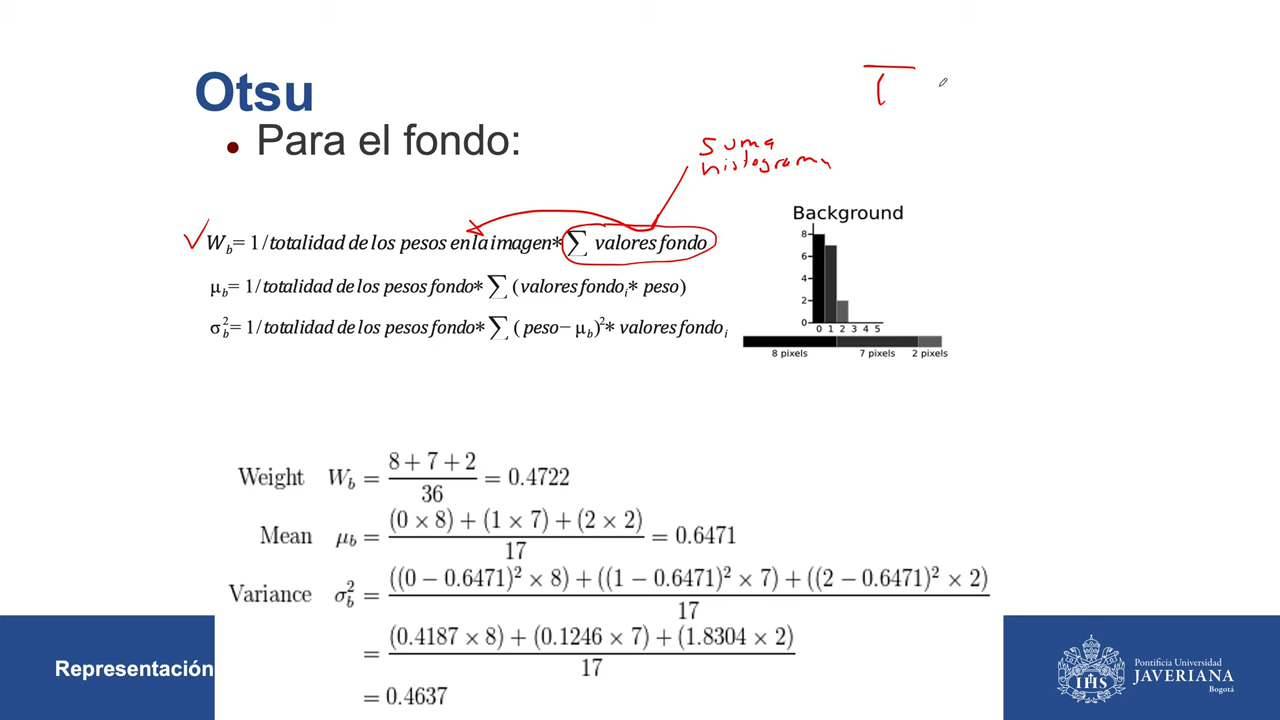 Otsu
• Para el fondo:
Suma
histograma
W_b = 1/totalidad de los pesos en la imagen* ∑ valores fondo
μ_b = 1/totalidad de los pesos fondo* ∑ (valores fondo_i* peso)
σ_b^2 = 1/totalidad de los pesos fondo* ∑ (peso− μ_b)^2* valores fondo_i
Background
8
6
4
2
0
0 1 2 3 4 5
8 pixels 7 pixels 2 pixels
Weight W_b = (8 + 7 + 2)/36 = 0.4722
Mean μ_b = ((0 × 8) + (1 × 7) + (2 × 2))/17 = 0.6471
Variance σ_b^2 = (((0 − 0.6471)^2 × 8) + ((1 − 0.6471)^2 × 7) + ((2 − 0.6471)^2 × 2))/17
= ((0.4187 × 8) + (0.1246 × 7) + (1.8304 × 2))/17
= 0.4637
Representación
IHS
Pontificia Universidad
JAVERIANA
Bogotá